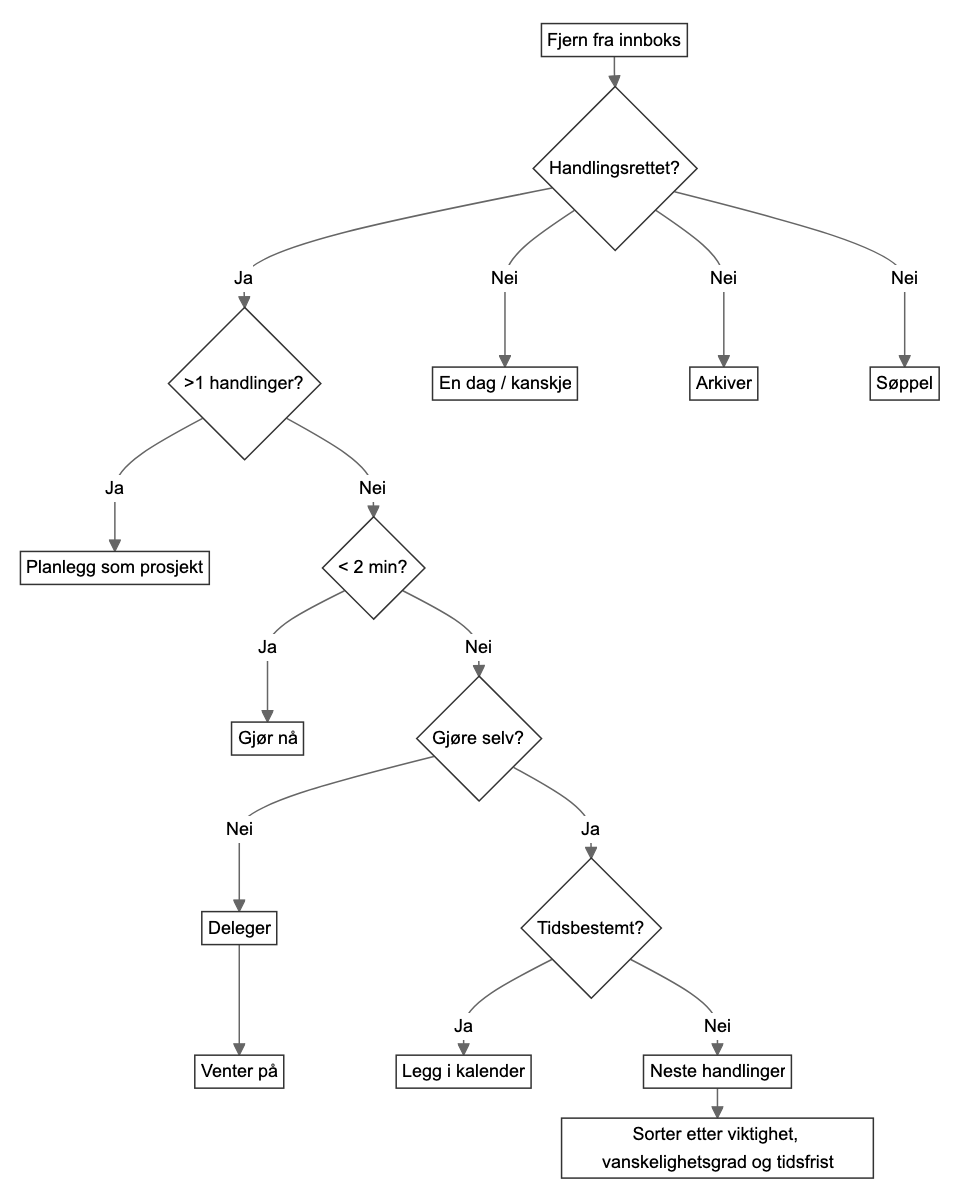 Fjern fra innboks
Handlingsrettet?
Ja
Nei
Nei
Nei
>1 handlinger?
En dag / kanskje
Arkiver
Søppel
Ja
Nei
Planlegg som prosjekt
< 2 min?
Ja
Nei
Gjør nå
Gjøre selv?
Nei
Ja
Deleger
Tidsbestemt?
Ja
Nei
Venter på
Legg i kalender
Neste handlinger
Sorter etter viktighet,
vanskelighetsgrad og tidsfrist